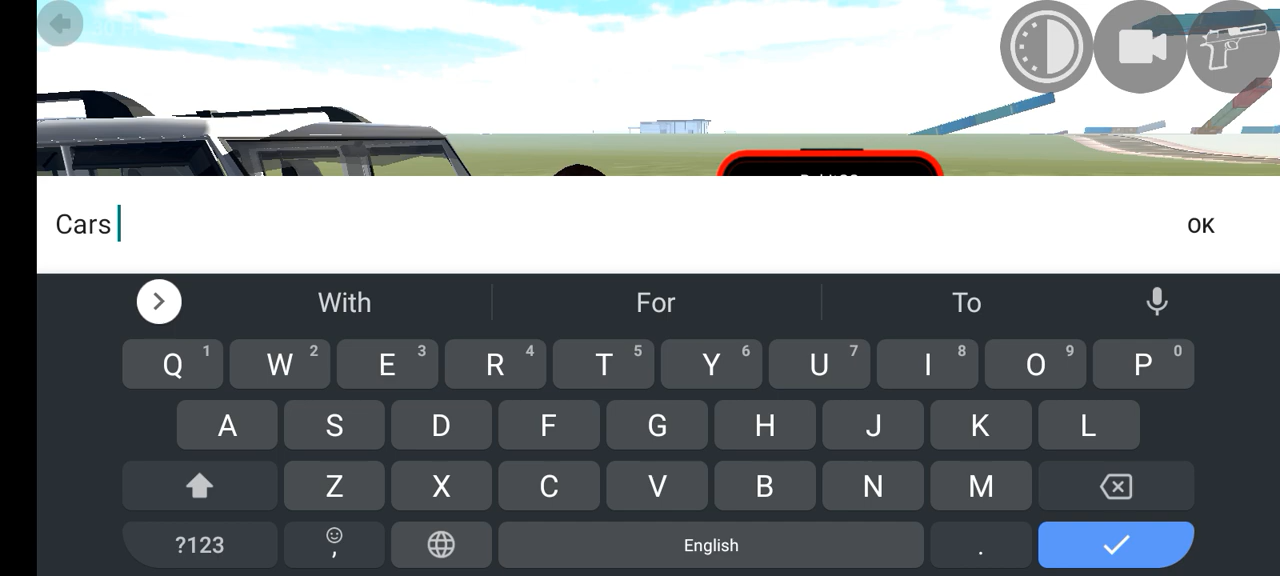 Cars
OK
With For To
Q 1 W 2 E 3 R 4 T 5 Y 6 U 7 I 8 O 9 P 0
A S D F G H J K L
Z X C V B N M
?123 , English .